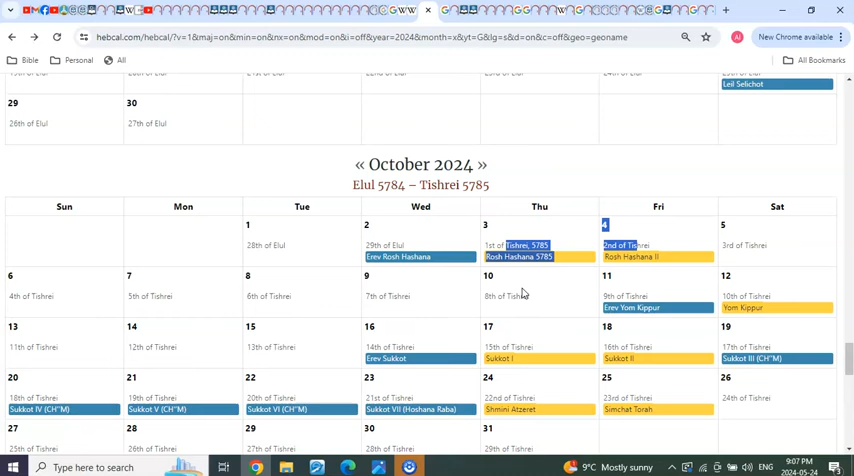 hebcal.com/hebcal/?v=1&maj=on&min=on&nx=on&mod=on&i=off&year=2024&month=x&yt=G&lg=s&d=on&c=off&geo=geoname
New Chrome available
Bible Personal All All Bookmarks
Leil Selichot
29 30
26th of Elul 27th of Elul
« October 2024 »
Elul 5784 – Tishrei 5785
Sun Mon Tue Wed Thu Fri Sat
1 2 3 4 5
28th of Elul 29th of Elul 1st of Tishrei, 5785 2nd of Tishrei 3rd of Tishrei
Erev Rosh Hashana Rosh Hashana 5785 Rosh Hashana II
6 7 8 9 10 11 12
4th of Tishrei 5th of Tishrei 6th of Tishrei 7th of Tishrei 8th of Tishrei 9th of Tishrei 10th of Tishrei
Erev Yom Kippur Yom Kippur
13 14 15 16 17 18 19
11th of Tishrei 12th of Tishrei 13th of Tishrei 14th of Tishrei 15th of Tishrei 16th of Tishrei 17th of Tishrei
Erev Sukkot Sukkot I Sukkot II Sukkot III (CH''M)
20 21 22 23 24 25 26
18th of Tishrei 19th of Tishrei 20th of Tishrei 21st of Tishrei 22nd of Tishrei 23rd of Tishrei 24th of Tishrei
Sukkot IV (CH''M) Sukkot V (CH''M) Sukkot VI (CH''M) Sukkot VII (Hoshana Raba) Shmini Atzeret Simchat Torah
27 28 29 30 31
25th of Tishrei 26th of Tishrei 27th of Tishrei 28th of Tishrei 29th of Tishrei
Type here to search 9°C Mostly sunny ENG 9:07 PM
2024-05-24